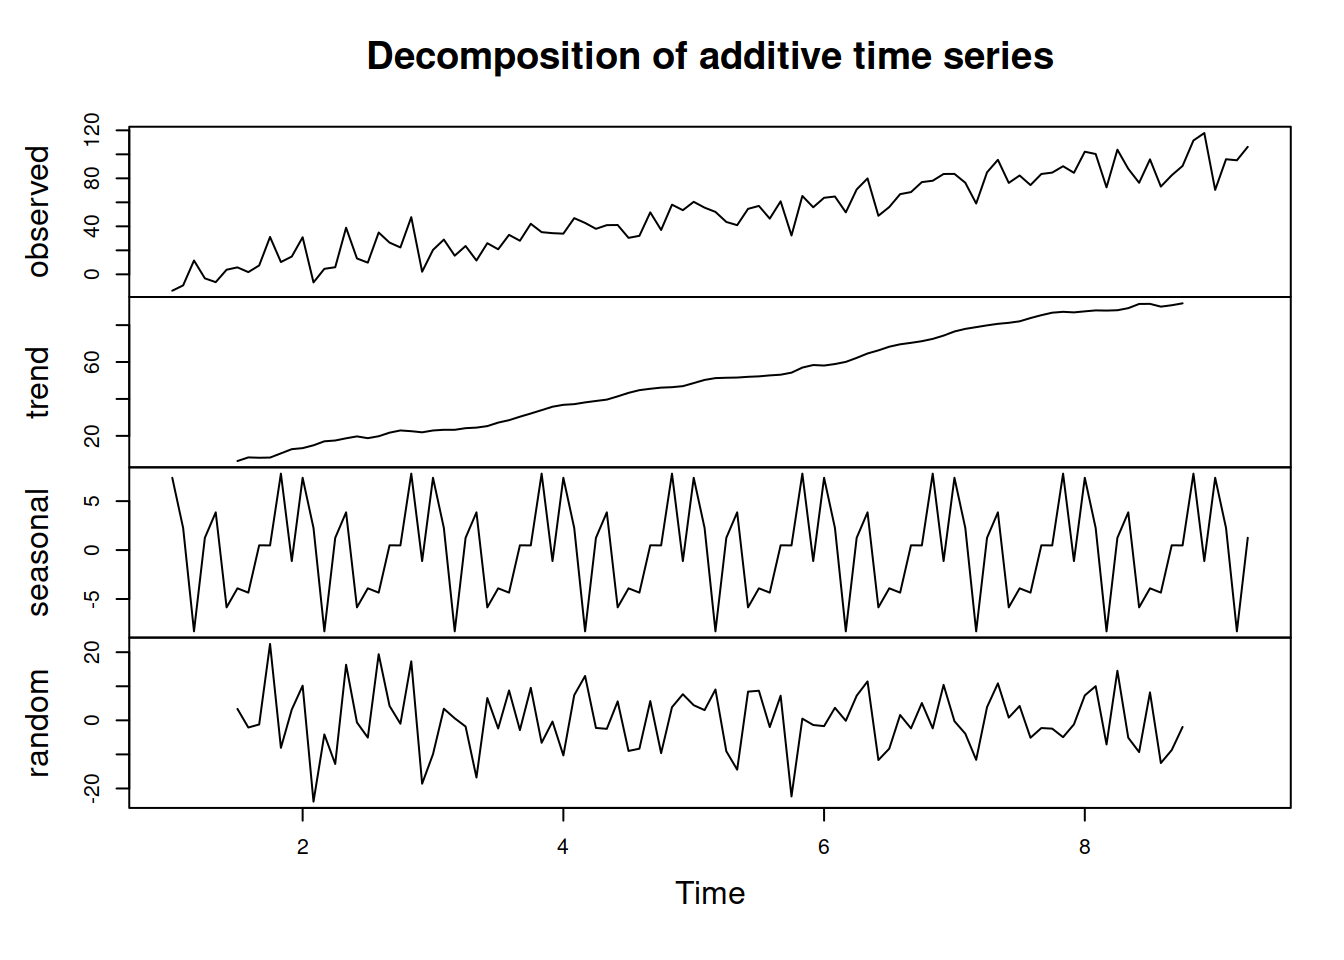 Decomposition of additive time series
observed
0 40 80 120
trend
20 60
seasonal
-5 0 5
random
-20 0 20
2 4 6 8
Time